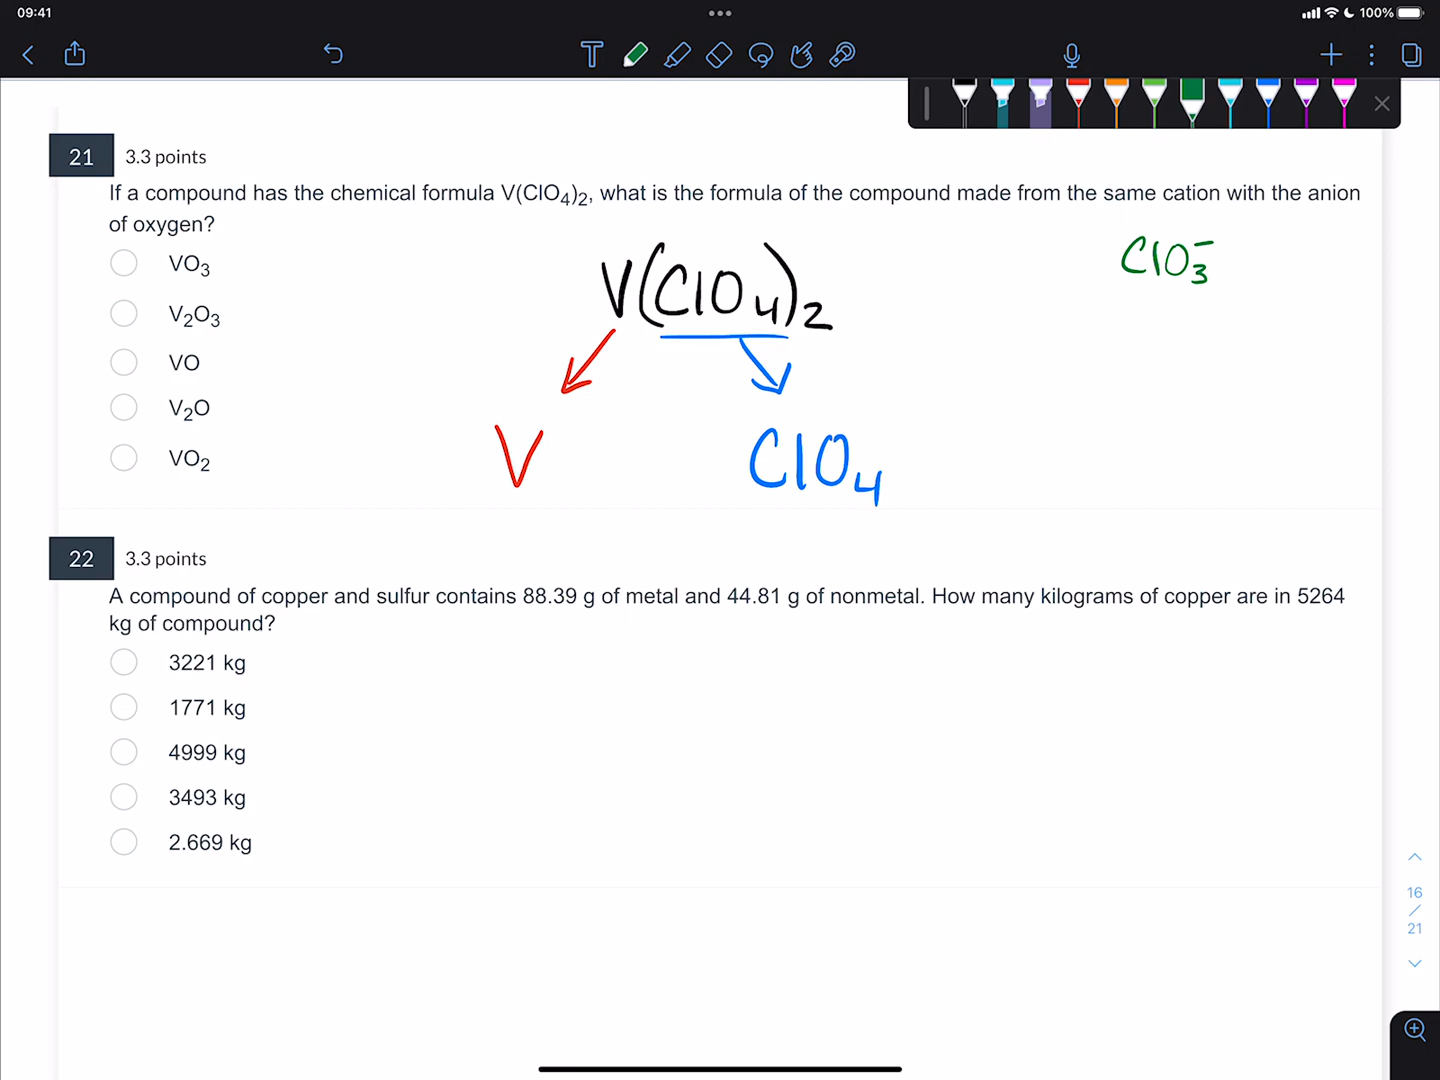 09:41
100%
21 3.3 points
If a compound has the chemical formula V(ClO4)2, what is the formula of the compound made from the same cation with the anion
of oxygen?
VO3
V2O3
VO
V2O
VO2
V(ClO4)2
V
ClO4
ClO3-
22 3.3 points
A compound of copper and sulfur contains 88.39 g of metal and 44.81 g of nonmetal. How many kilograms of copper are in 5264
kg of compound?
3221 kg
1771 kg
4999 kg
3493 kg
2.669 kg
16
/
21